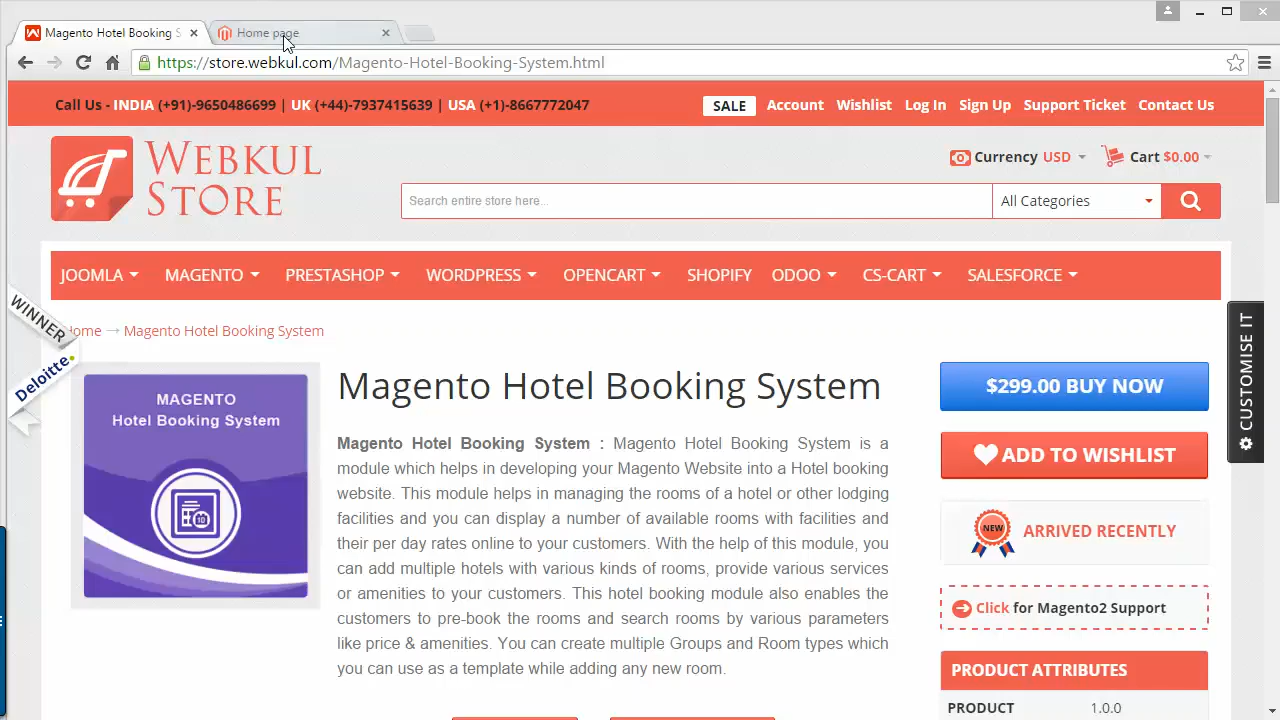 Magento Hotel Booking S
Home page
https://store.webkul.com/Magento-Hotel-Booking-System.html
Call Us - INDIA (+91)-9650486699 | UK (+44)-7937415639 | USA (+1)-8667772047
SALE Account Wishlist Log In Sign Up Support Ticket Contact Us
WEBKUL
STORE
Currency USD
Cart $0.00
Search entire store here...
All Categories
JOOMLA MAGENTO PRESTASHOP WORDPRESS OPENCART SHOPIFY ODOO CS-CART SALESFORCE
WINNER
Deloitte.
Home → Magento Hotel Booking System
MAGENTO
Hotel Booking System
10
Magento Hotel Booking System
Magento Hotel Booking System : Magento Hotel Booking System is a
module which helps in developing your Magento Website into a Hotel booking
website. This module helps in managing the rooms of a hotel or other lodging
facilities and you can display a number of available rooms with facilities and
their per day rates online to your customers. With the help of this module, you
can add multiple hotels with various kinds of rooms, provide various services
or amenities to your customers. This hotel booking module also enables the
customers to pre-book the rooms and search rooms by various parameters
like price & amenities. You can create multiple Groups and Room types which
you can use as a template while adding any new room.
$299.00 BUY NOW
ADD TO WISHLIST
NEW
ARRIVED RECENTLY
Click for Magento2 Support
PRODUCT ATTRIBUTES
PRODUCT 1.0.0
CUSTOMISE IT